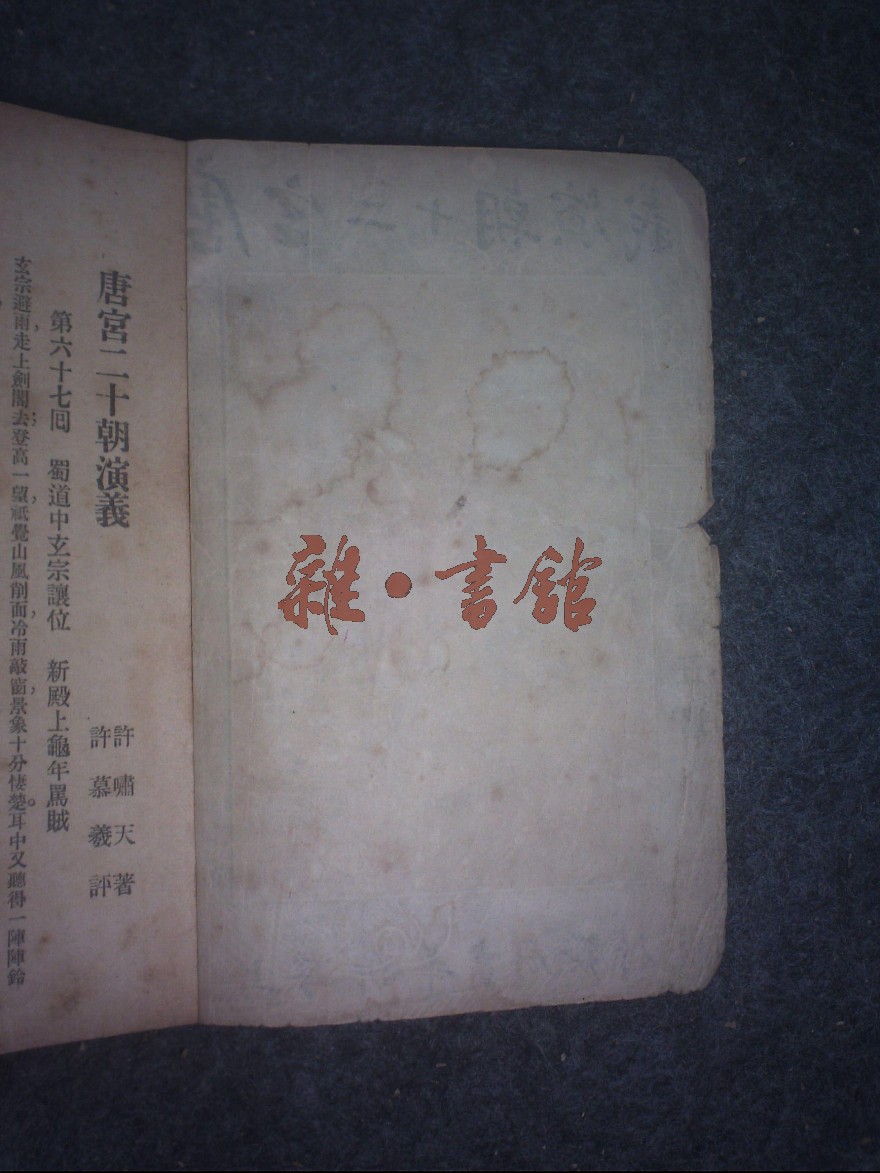 唐宮二十朝演義
許嘯天著
許慕羲評
第六十七回 蜀道中玄宗讓位 新殿上龜年罵賊
玄宗避雨走上劍閣去登高一望,祇覺山風削面,冷雨敲窗,景象十分悽楚。耳中又聽得一陣陣鈴
雜•書館